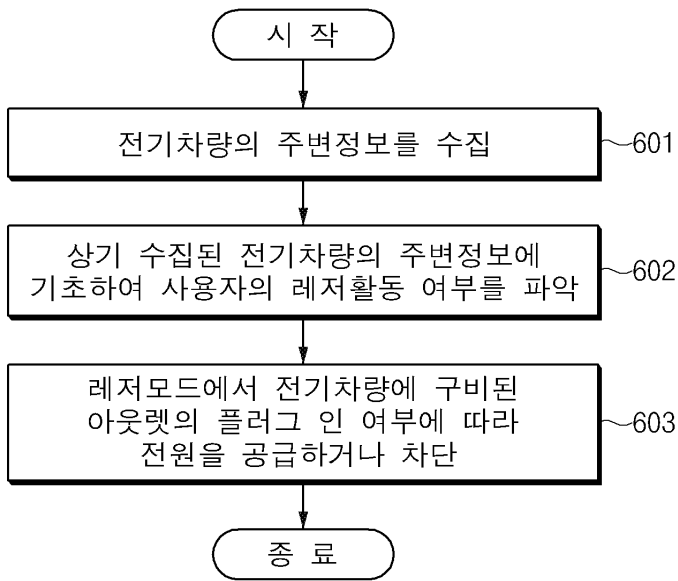 시 작
전기차량의 주변정보를 수집
601
상기 수집된 전기차량의 주변정보에
기초하여 사용자의 레저활동 여부를 파악
602
레저모드에서 전기차량에 구비된
아웃렛의 플러그 인 여부에 따라
전원을 공급하거나 차단
603
종 료